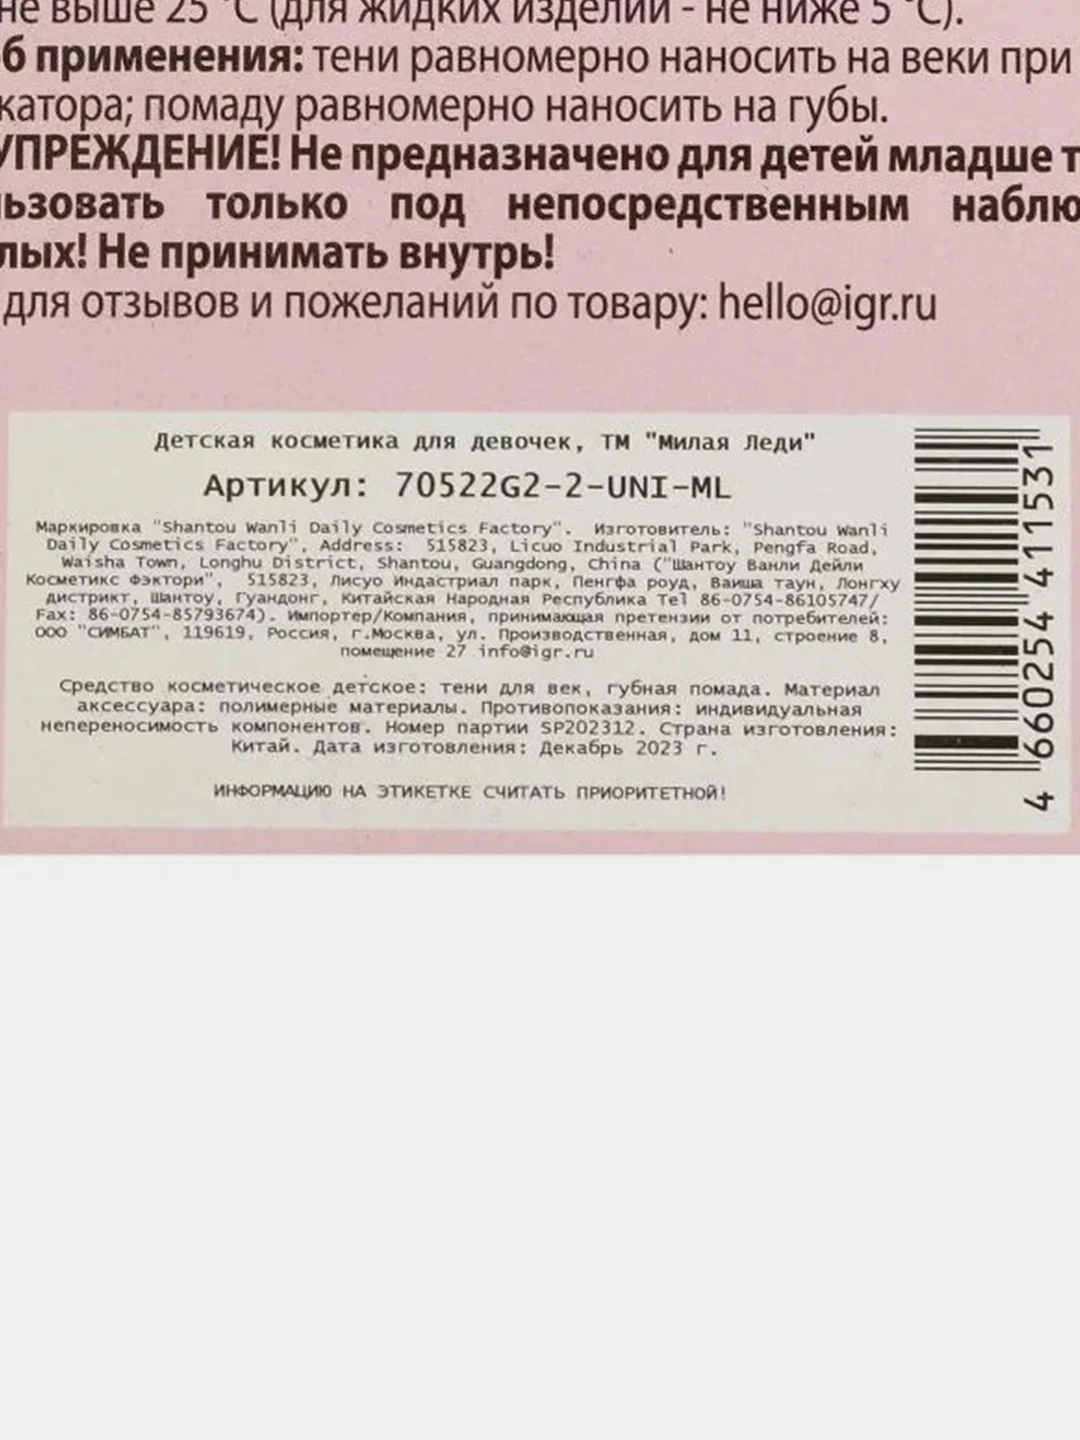 не выше 25 °C (для жидких изделий - не ниже 5 °C).
б применения: тени равномерно наносить на веки при
катора; помаду равномерно наносить на губы.
УПРЕЖДЕНИЕ! Не предназначено для детей младше т
льзовать только под непосредственным наблю
лых! Не принимать внутрь!
для отзывов и пожеланий по товару: hello@igr.ru
Детская косметика для девочек, ТМ "Милая Леди"
Артикул: 70522G2-2-UNI-ML
Маркировка "Shantou Wanli Daily Cosmetics Factory". Изготовитель: "Shantou Wanli
Daily Cosmetics Factory", Address: 515823, Licuo Industrial Park, Pengfa Road,
Waisha Town, Longhu District, Shantou, Guangdong, China ("Шантоу Ванли Дейли
Косметикс Фэктори", 515823, Лисуо Индастриал парк, Пенгфа роуд, Ваиша таун, Лонгху
дистрикт, Шантоу, Гуандонг, Китайская Народная Республика Tel 86-0754-86105747/
Fax: 86-0754-85793674). Импортер/Компания, принимающая претензии от потребителей:
ООО "СИМБАТ", 119619, Россия, г.Москва, ул. Производственная, дом 11, строение 8,
помещение 27 info@igr.ru
Средство косметическое детское: тени для век, губная помада. Материал
аксессуара: полимерные материалы. Противопоказания: индивидуальная
непереносимость компонентов. Номер партии SP202312. Страна изготовления:
Китай. Дата изготовления: Декабрь 2023 г.
ИНФОРМАЦИЮ НА ЭТИКЕТКЕ СЧИТАТЬ ПРИОРИТЕТНОЙ!
4 660254 411531